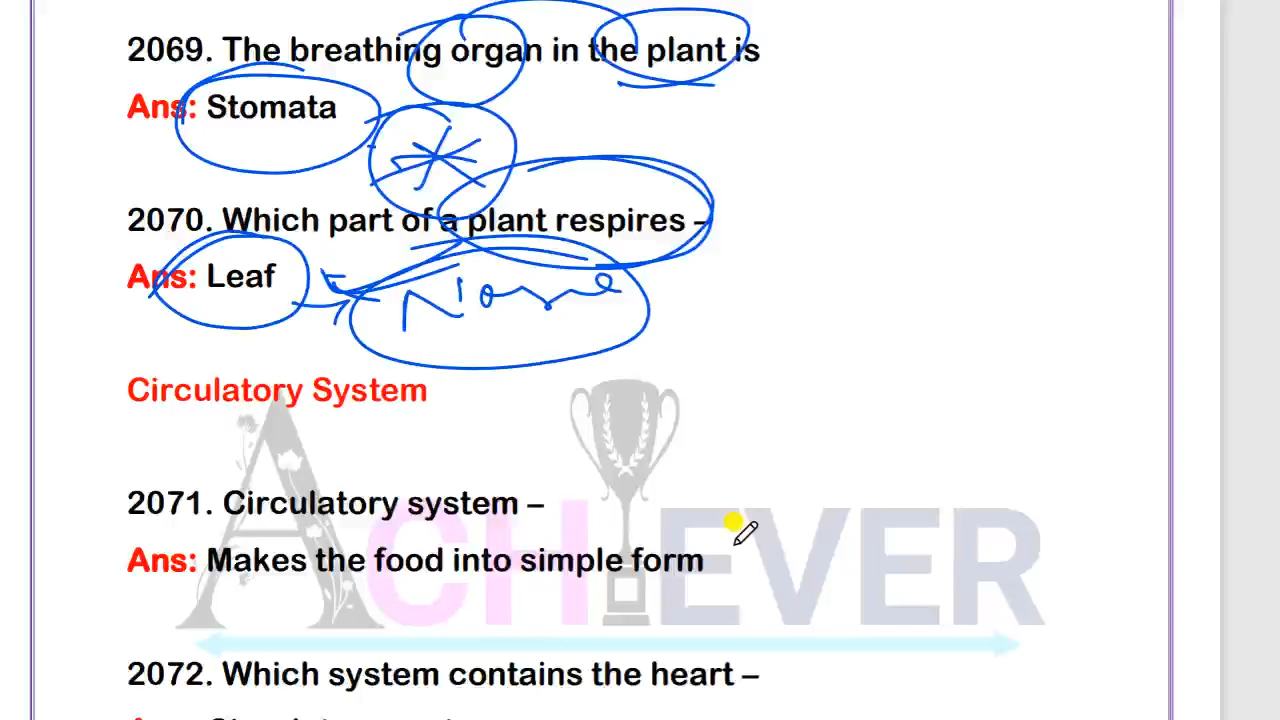 2069. The breathing organ in the plant is
Ans: Stomata
2070. Which part of a plant respires –
Ans: Leaf
None
Circulatory System
ACHIEVER
2071. Circulatory system –
Ans: Makes the food into simple form
2072. Which system contains the heart –